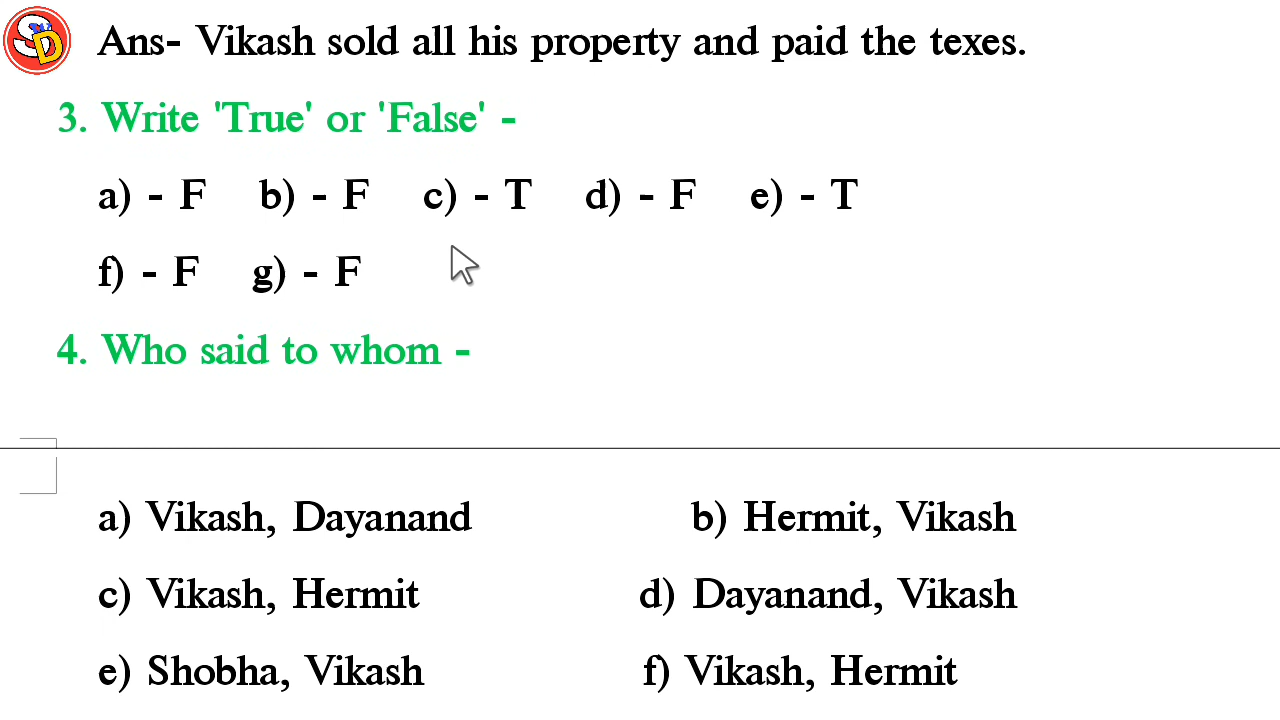 SD
Ans- Vikash sold all his property and paid the texes.
3. Write 'True' or 'False' -
a) - F b) - F c) - T d) - F e) - T
f) - F g) - F
4. Who said to whom -
a) Vikash, Dayanand b) Hermit, Vikash
c) Vikash, Hermit d) Dayanand, Vikash
e) Shobha, Vikash f) Vikash, Hermit